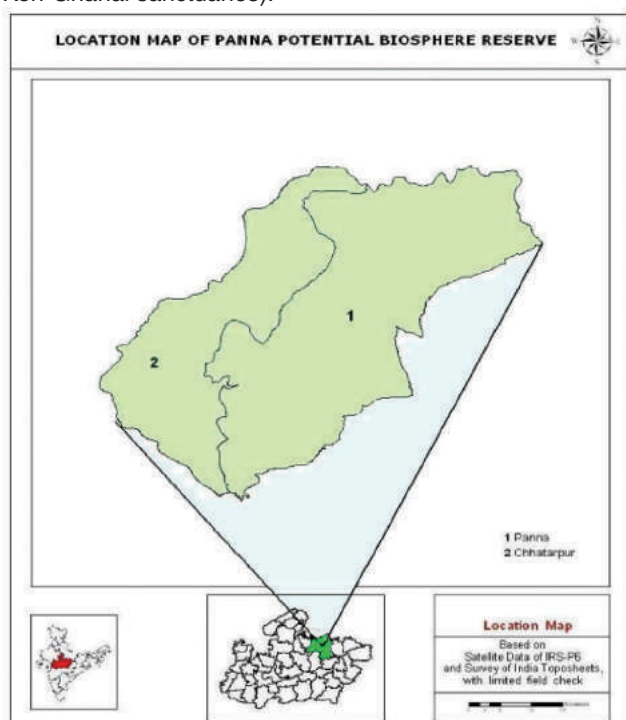 LOCATION MAP OF PANNA POTENTIAL BIOSPHERE RESERVE
1
2
1 Panna
2 Chhatarpur
Location Map
Based on
Satellite Data of IRS-P6
and Survey of India Toposheets,
with limted field check